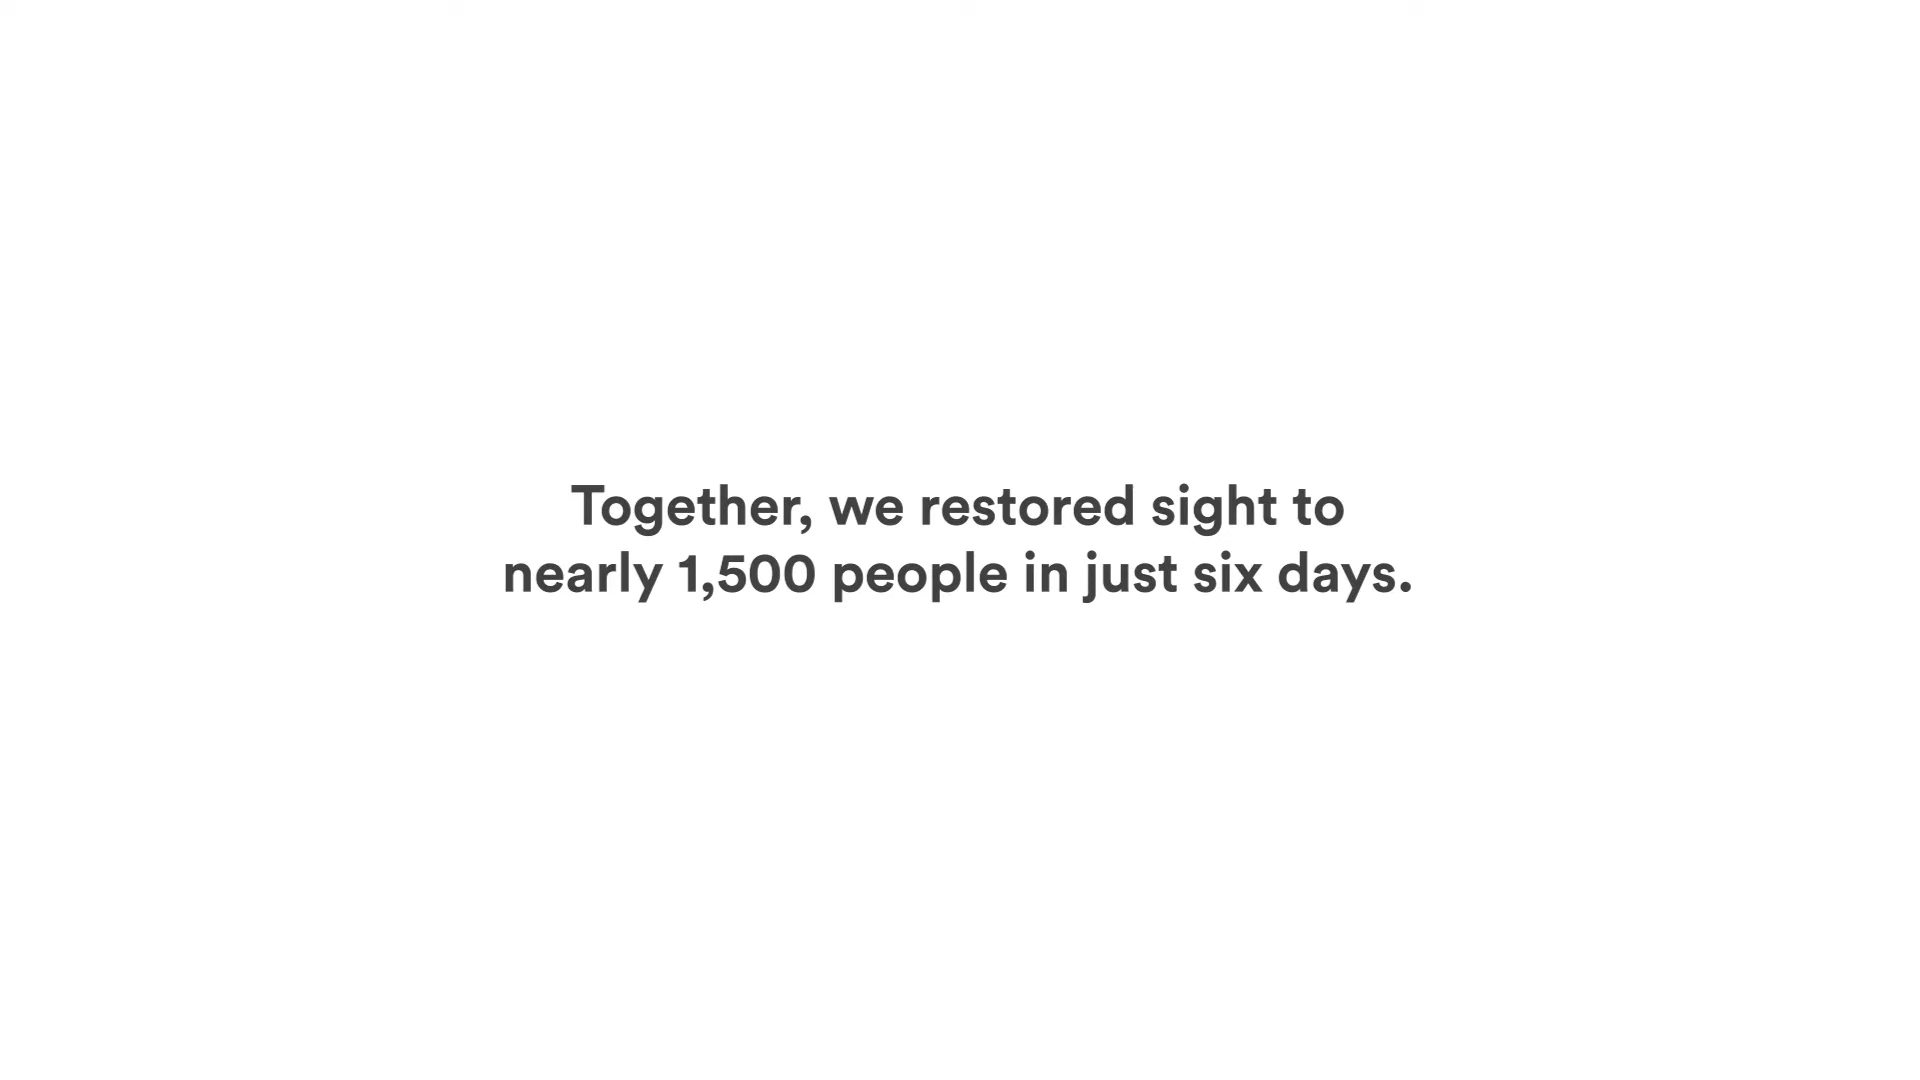 Together, we restored sight to
nearly 1,500 people in just six days.